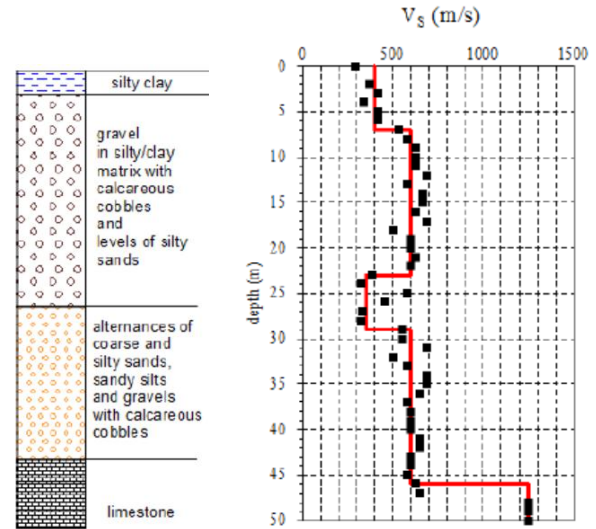 V_S (m/s)
0 500 1000 1500
0
5
10
15
20
25
30
35
40
45
50
depth (m)
silty clay
gravel
in silty/clay
matrix with
calcareous
cobbles
and
levels of silty
sands
alternances of
coarse and
silty sands,
sandy silts
and gravels
with calcareous
cobbles
limestone